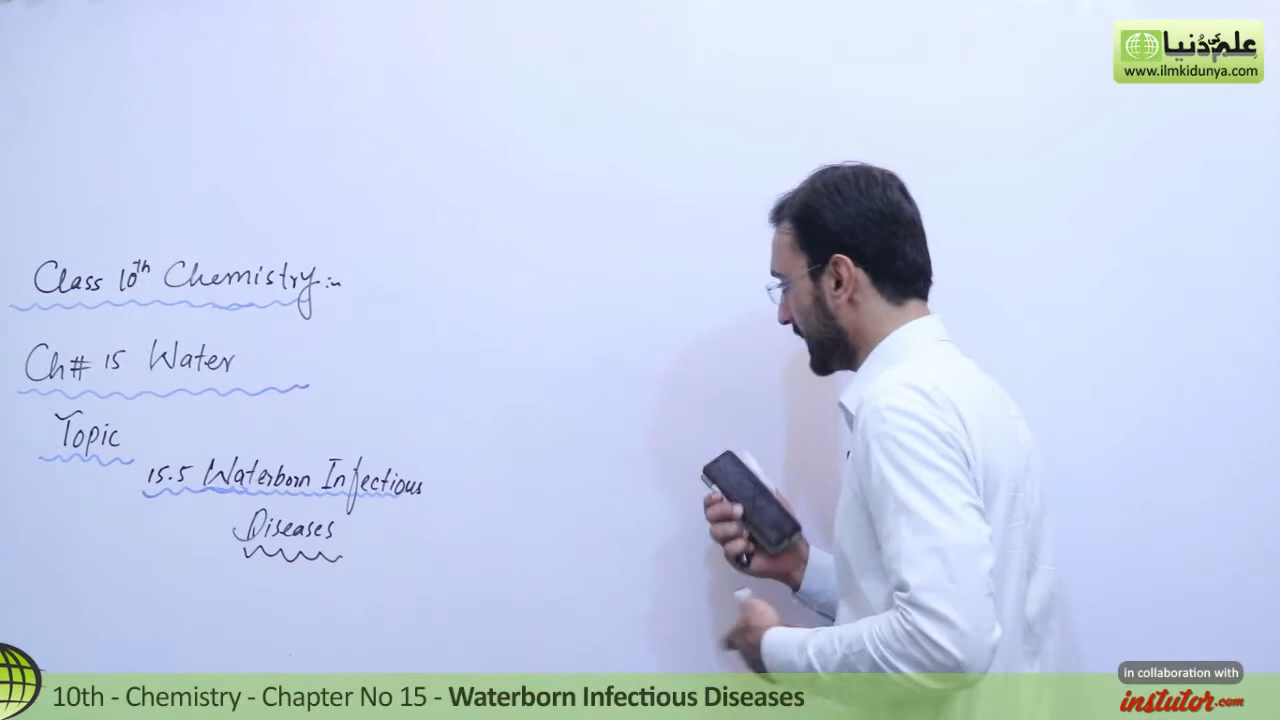 علم کی دُنیا
www.ilmkidunya.com
Class 10th Chemistry:-
Ch# 15 Water
Topic
15.5 Waterborn Infectious
Diseases
in collaboration with
10th - Chemistry - Chapter No 15 - Waterborn Infectious Diseases
instutor.com